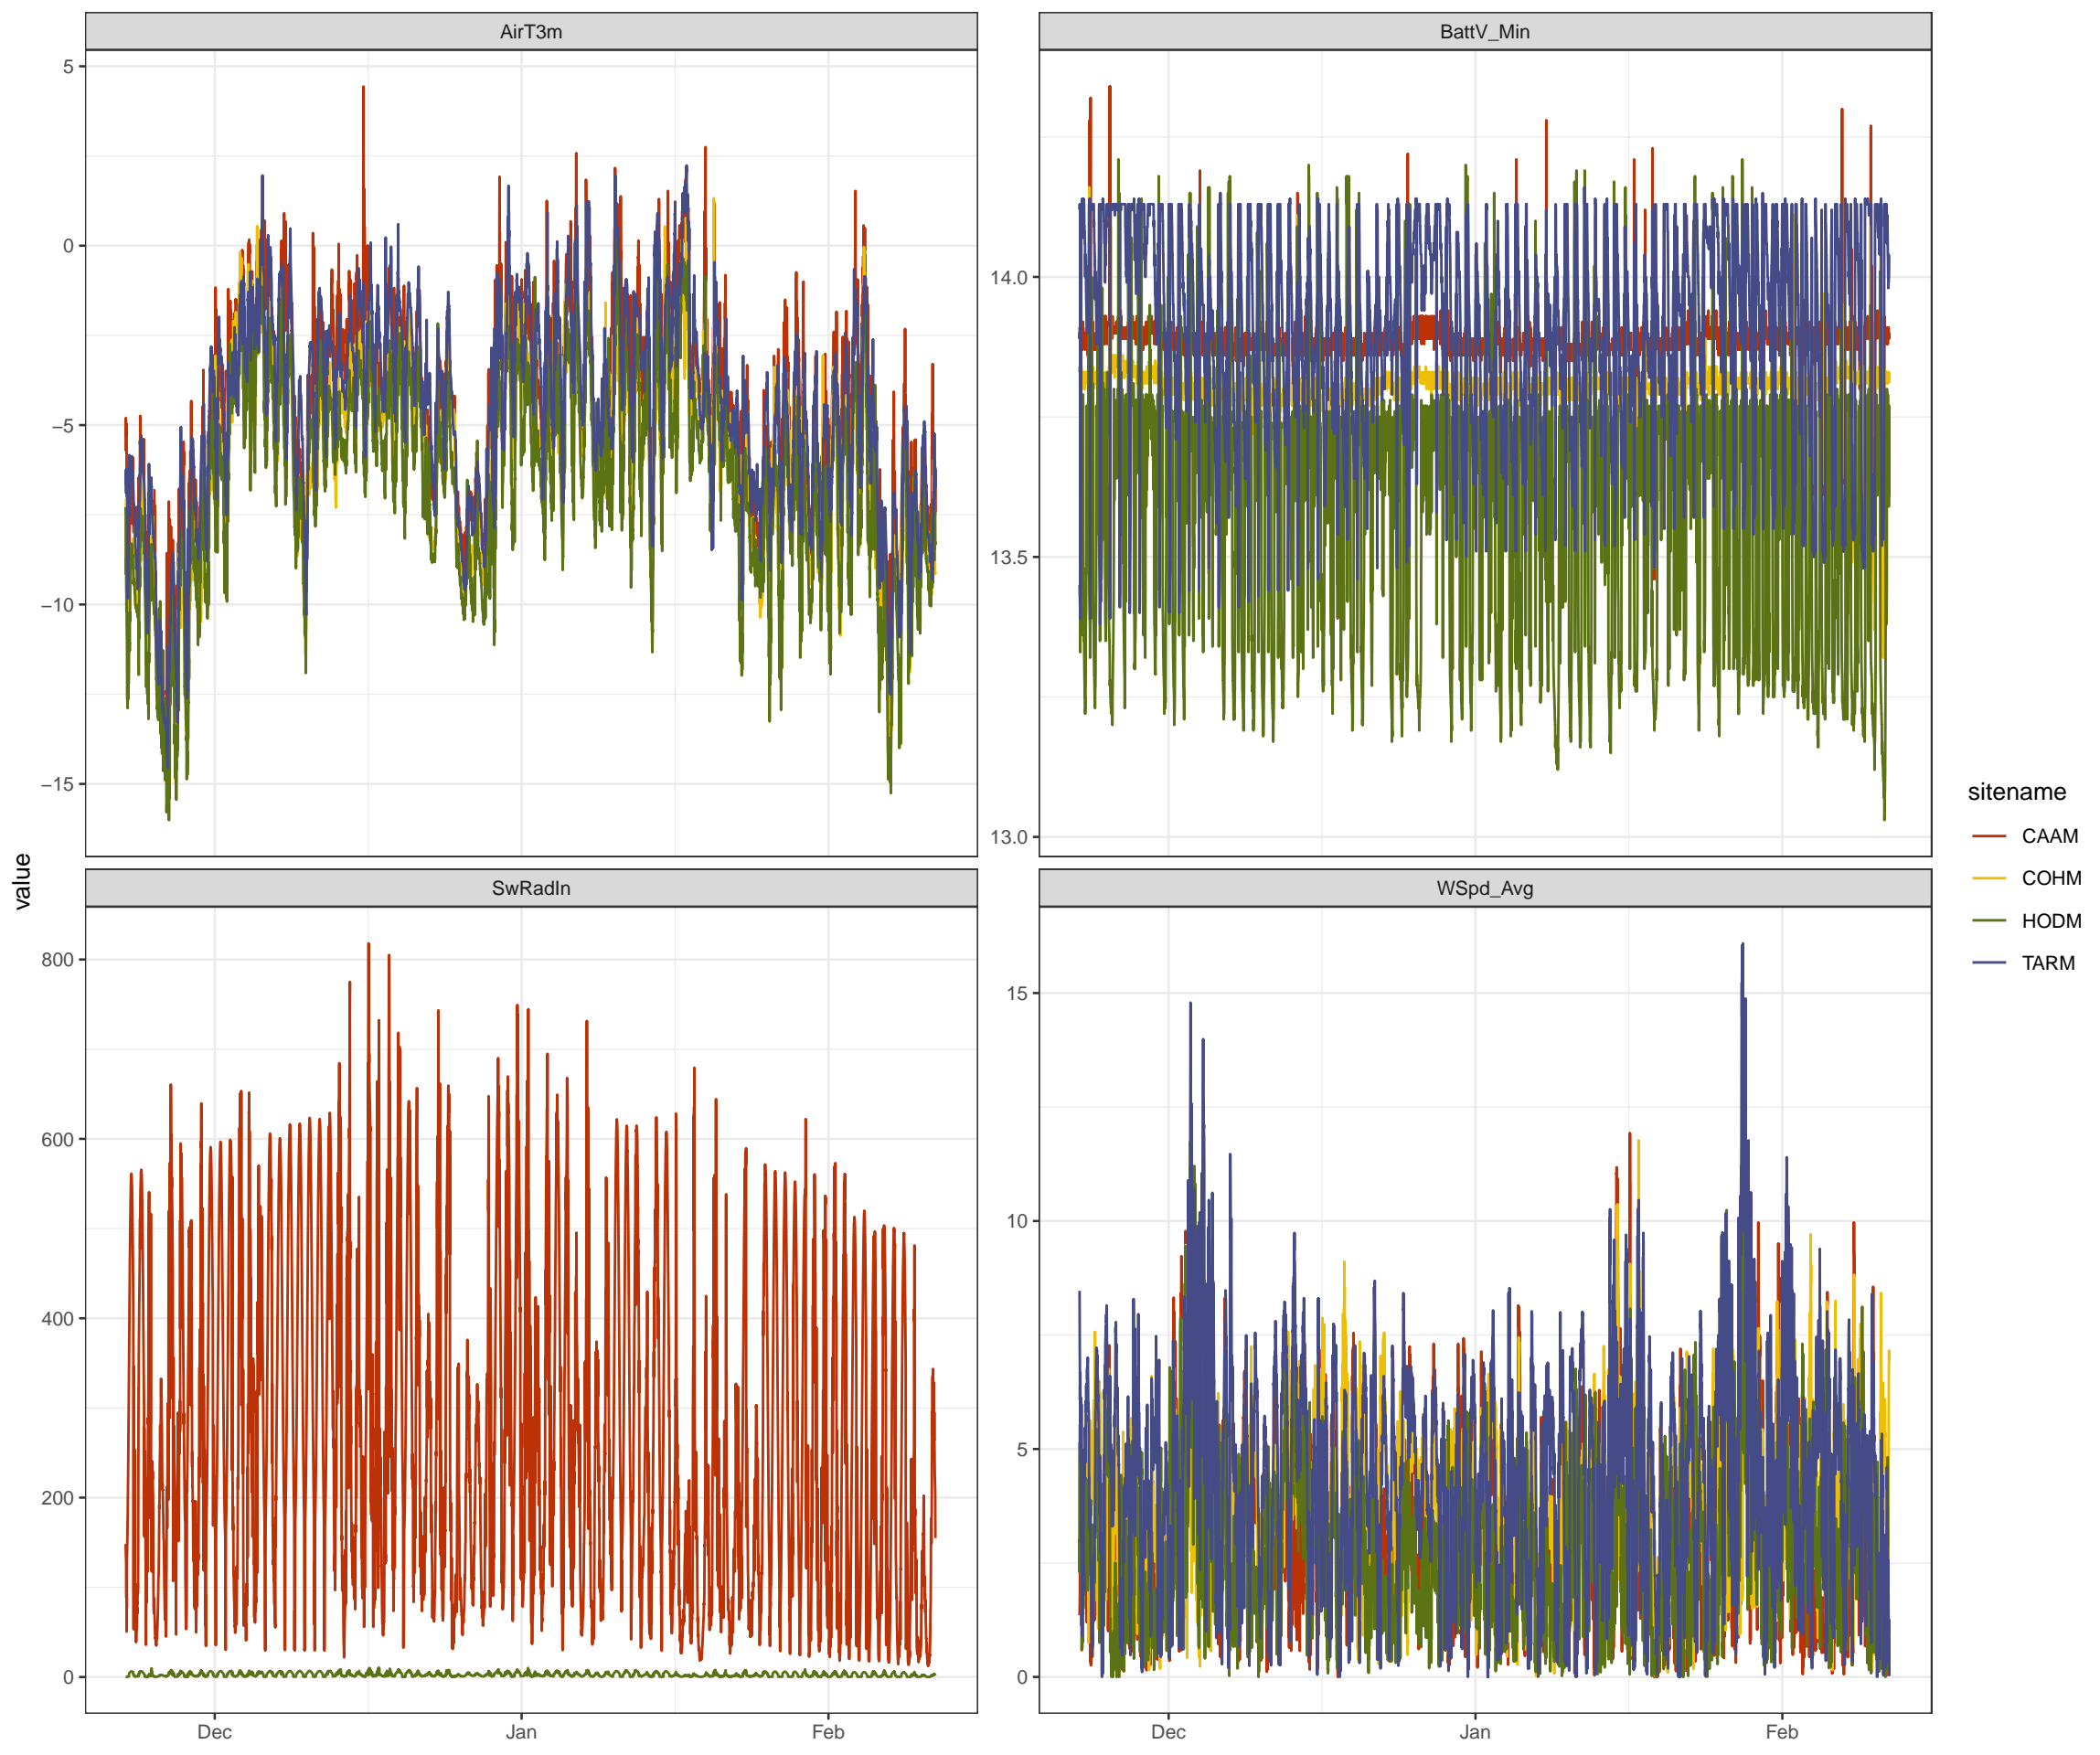 AirT3m
BattV_Min
5
0
−5
−10
−15
14.0
13.5
13.0
value
SwRadIn
WSpd_Avg
800
600
400
200
0
15
10
5
0
Dec
Jan
Feb
Dec
Jan
Feb
sitename
CAAM
COHM
HODM
TARM